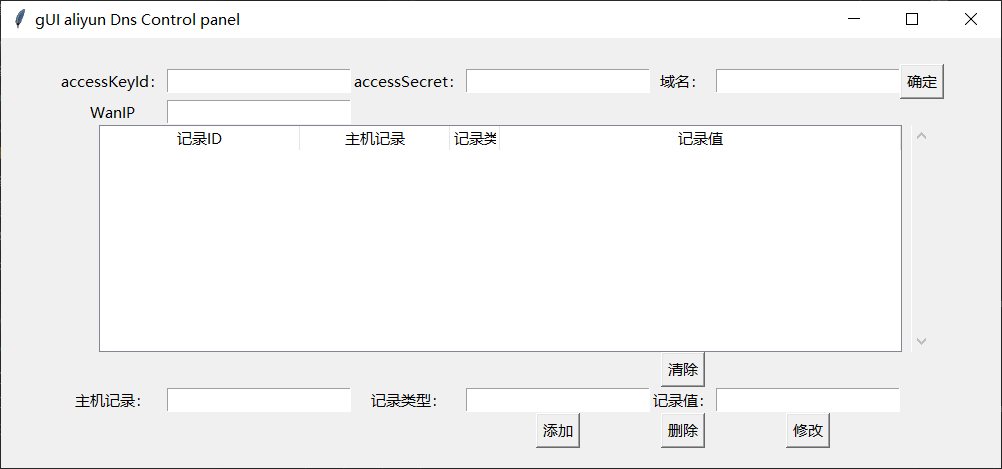 gUI aliyun Dns Control panel
accessKeyId: accessSecret: 域名: 确定
WanIP
记录ID 主机记录 记录类 记录值
清除
主机记录: 记录类型: 记录值:
添加 删除 修改